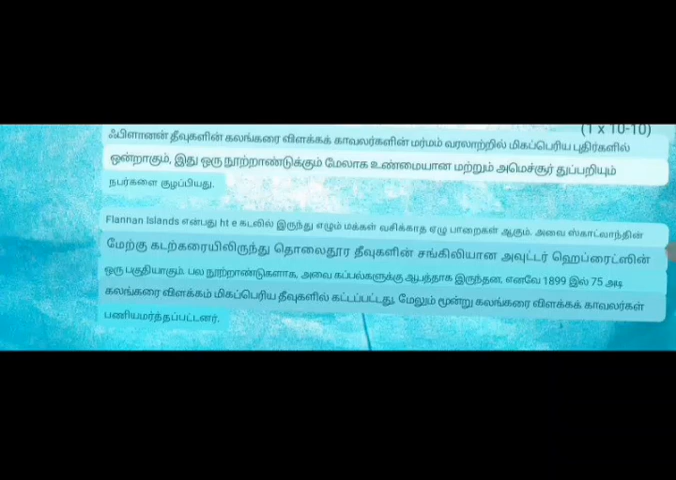 (1 x 10-10)
ஃபிளானன் தீவுகளின் கலங்கரை விளக்கக் காவலர்களின் மர்மம் வரலாற்றில் மிகப்பெரிய புதிர்களில்
ஒன்றாகும், இது ஒரு நூற்றாண்டுக்கும் மேலாக உண்மையான மற்றும் அமெச்சூர் துப்பறியும்
நபர்களை குழப்பியது.
Flannan Islands என்பது ht e கடலில் இருந்து எழும் மக்கள் வசிக்காத ஏழு பாறைகள் ஆகும். அவை ஸ்காட்லாந்தின்
மேற்கு கடற்கரையிலிருந்து தொலைதூர தீவுகளின் சங்கிலியான அவுட்டர் ஹெப்ரைட்ஸின்
ஒரு பகுதியாகும். பல நூற்றாண்டுகளாக, அவை கப்பல்களுக்கு ஆபத்தாக இருந்தன, எனவே 1899 இல் 75 அடி
கலங்கரை விளக்கம் மிகப்பெரிய தீவுகளில் கட்டப்பட்டது, மேலும் மூன்று கலங்கரை விளக்கக் காவலர்கள்
பணியமர்த்தப்பட்டனர்.